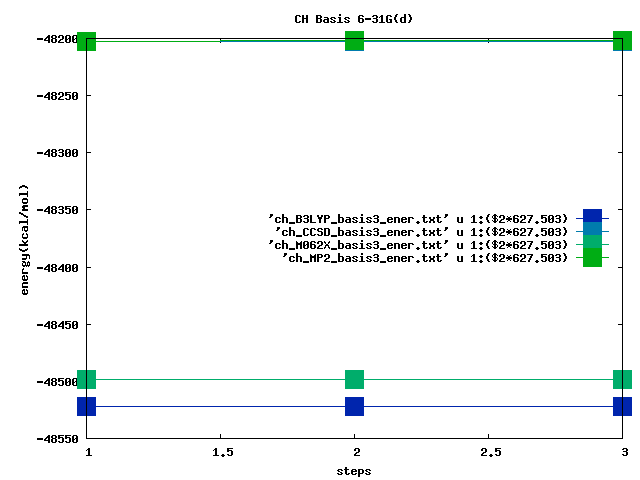 CH Basis 6-31G(d)
-48200
-48250
-48300
-48350
-48400
-48450
-48500
-48550
energy(kcal/mol)
'ch_B3LYP_basis3_ener.txt' u 1:($2*627.503)
'ch_CCSD_basis3_ener.txt' u 1:($2*627.503)
'ch_M062X_basis3_ener.txt' u 1:($2*627.503)
'ch_MP2_basis3_ener.txt' u 1:($2*627.503)
1 1.5 2 2.5 3
steps